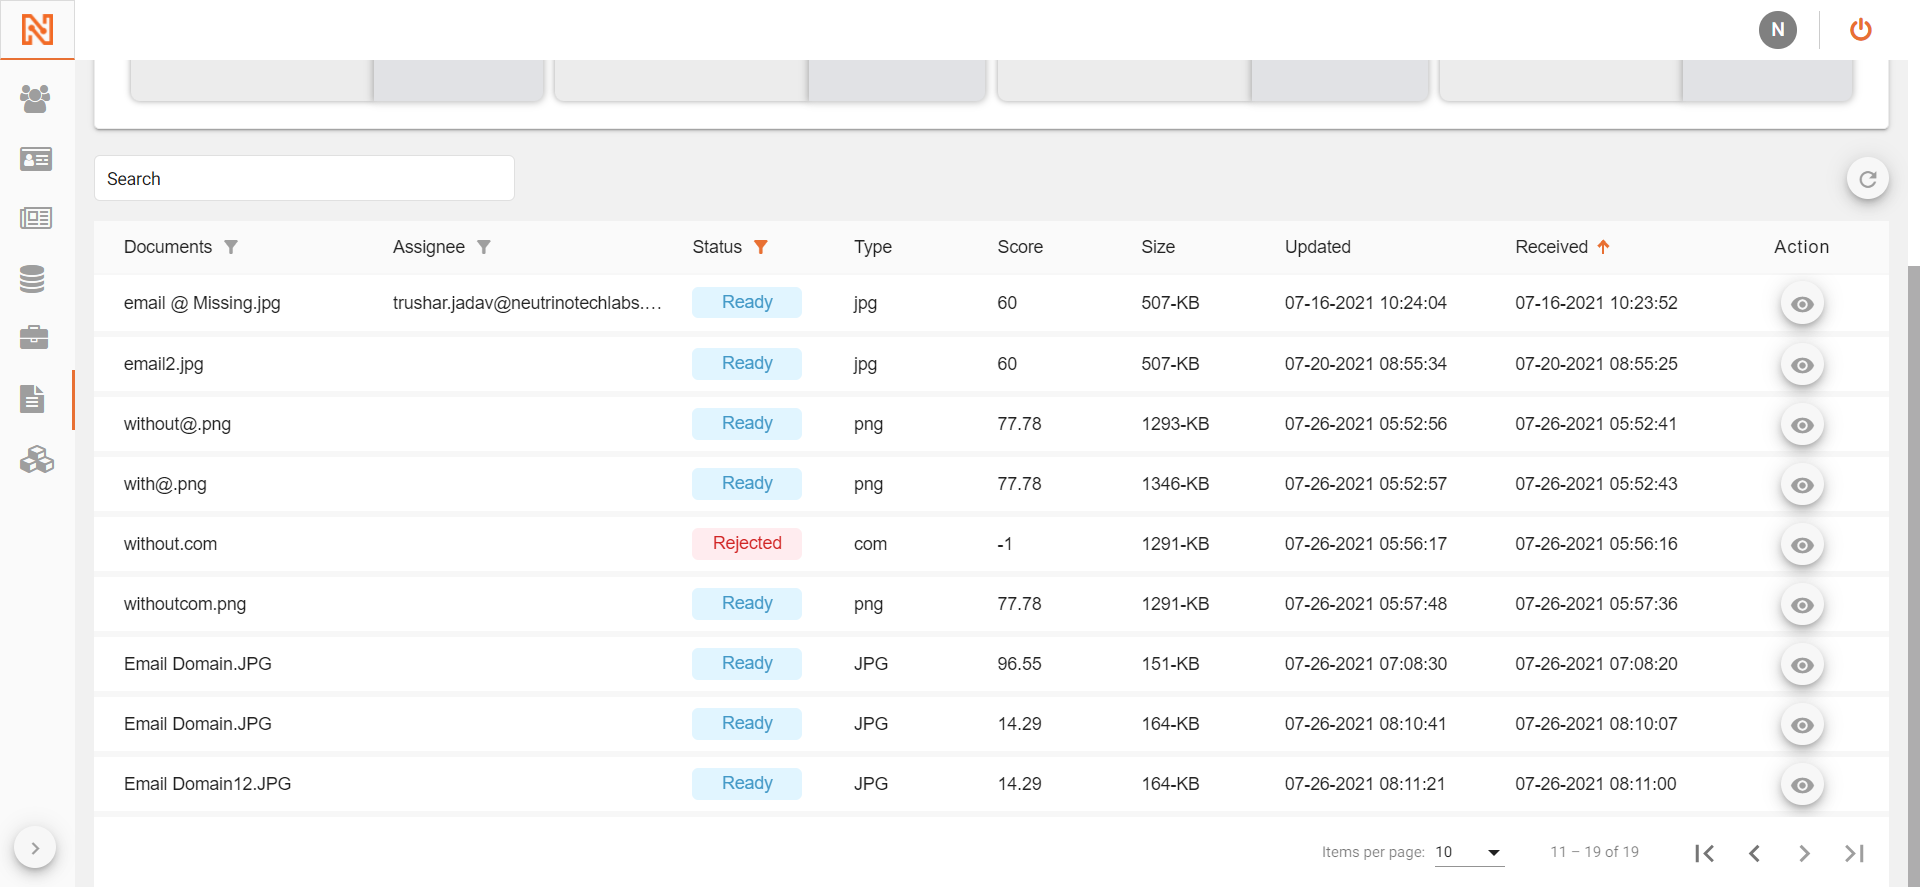 N
Search
Documents Assignee Status Type Score Size Updated Received Action
email @ Missing.jpg trushar.jadav@neutrinotechlabs.... Ready jpg 60 507-KB 07-16-2021 10:24:04 07-16-2021 10:23:52
email2.jpg Ready jpg 60 507-KB 07-20-2021 08:55:34 07-20-2021 08:55:25
without@.png Ready png 77.78 1293-KB 07-26-2021 05:52:56 07-26-2021 05:52:41
with@.png Ready png 77.78 1346-KB 07-26-2021 05:52:57 07-26-2021 05:52:43
without.com Rejected com -1 1291-KB 07-26-2021 05:56:17 07-26-2021 05:56:16
withoutcom.png Ready png 77.78 1291-KB 07-26-2021 05:57:48 07-26-2021 05:57:36
Email Domain.JPG Ready JPG 96.55 151-KB 07-26-2021 07:08:30 07-26-2021 07:08:20
Email Domain.JPG Ready JPG 14.29 164-KB 07-26-2021 08:10:41 07-26-2021 08:10:07
Email Domain12.JPG Ready JPG 14.29 164-KB 07-26-2021 08:11:21 07-26-2021 08:11:00
Items per page: 10 11 – 19 of 19